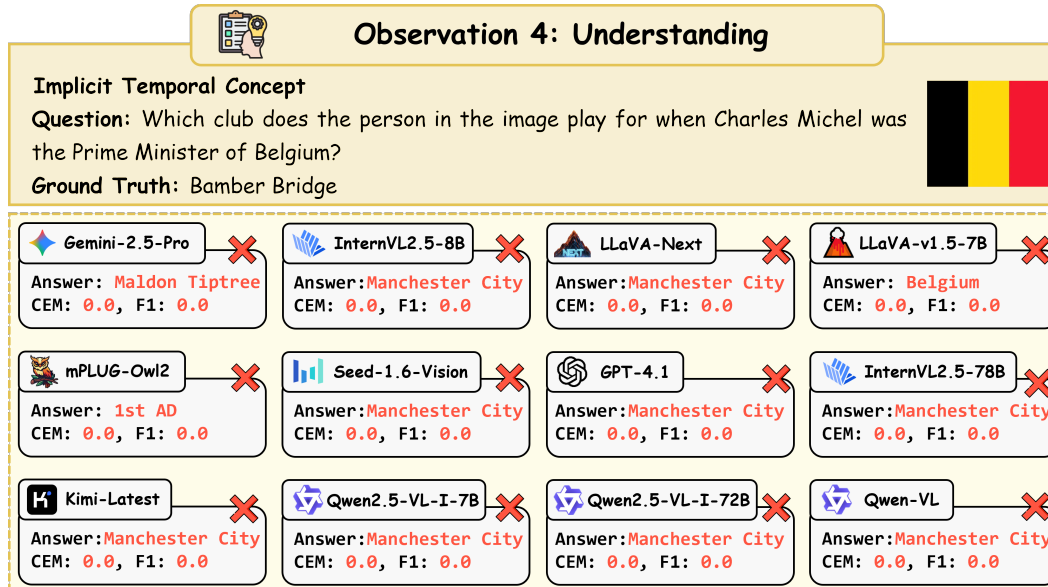 Observation 4: Understanding
Implicit Temporal Concept
Question: Which club does the person in the image play for when Charles Michel was
the Prime Minister of Belgium?
Ground Truth: Bamber Bridge
Gemini-2.5-Pro
Answer: Maldon Tiptree
CEM: 0.0, F1: 0.0
InternVL2.5-8B
Answer:Manchester City
CEM: 0.0, F1: 0.0
NEXT
LLaVA-Next
Answer:Manchester City
CEM: 0.0, F1: 0.0
LLaVA-v1.5-7B
Answer: Belgium
CEM: 0.0, F1: 0.0
mPLUG-Owl2
Answer: 1st AD
CEM: 0.0, F1: 0.0
Seed-1.6-Vision
Answer:Manchester City
CEM: 0.0, F1: 0.0
GPT-4.1
Answer:Manchester City
CEM: 0.0, F1: 0.0
InternVL2.5-78B
Answer:Manchester City
CEM: 0.0, F1: 0.0
K
Kimi-Latest
Answer:Manchester City
CEM: 0.0, F1: 0.0
Qwen2.5-VL-I-7B
Answer:Manchester City
CEM: 0.0, F1: 0.0
Qwen2.5-VL-I-72B
Answer:Manchester City
CEM: 0.0, F1: 0.0
Qwen-VL
Answer:Manchester City
CEM: 0.0, F1: 0.0